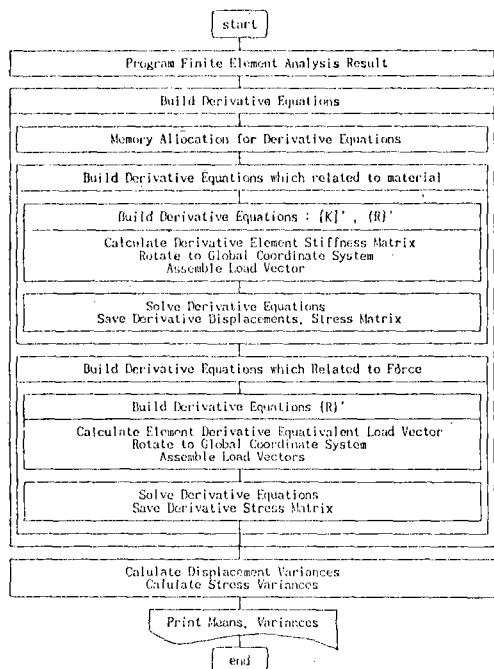 start
Program Finite Element Analysis Result
Build Derivative Equations
Memory Allocation for Derivative Equations
Build Derivative Equations which related to material
Build Derivative Equations : {K]' , {R}'
Calculate Derivative Element Stiffness Matrix
Rotate to Global Coordinate System
Assemble Load Vector
Solve Derivative Equations
Save Derivative Displacements, Stress Matrix
Build Derivative Equations which Related to Force
Build Derivative Equations {R}'
Calculate Element Derivative Equativalent Load Vector
Rotate to Global Coordinate System
Assemble Load Vectors
Solve Derivative Equations
Save Derivative Stress Matrix
Calulate Displacement Variances
Calulate Stress Variances
Print Means, Variances
end